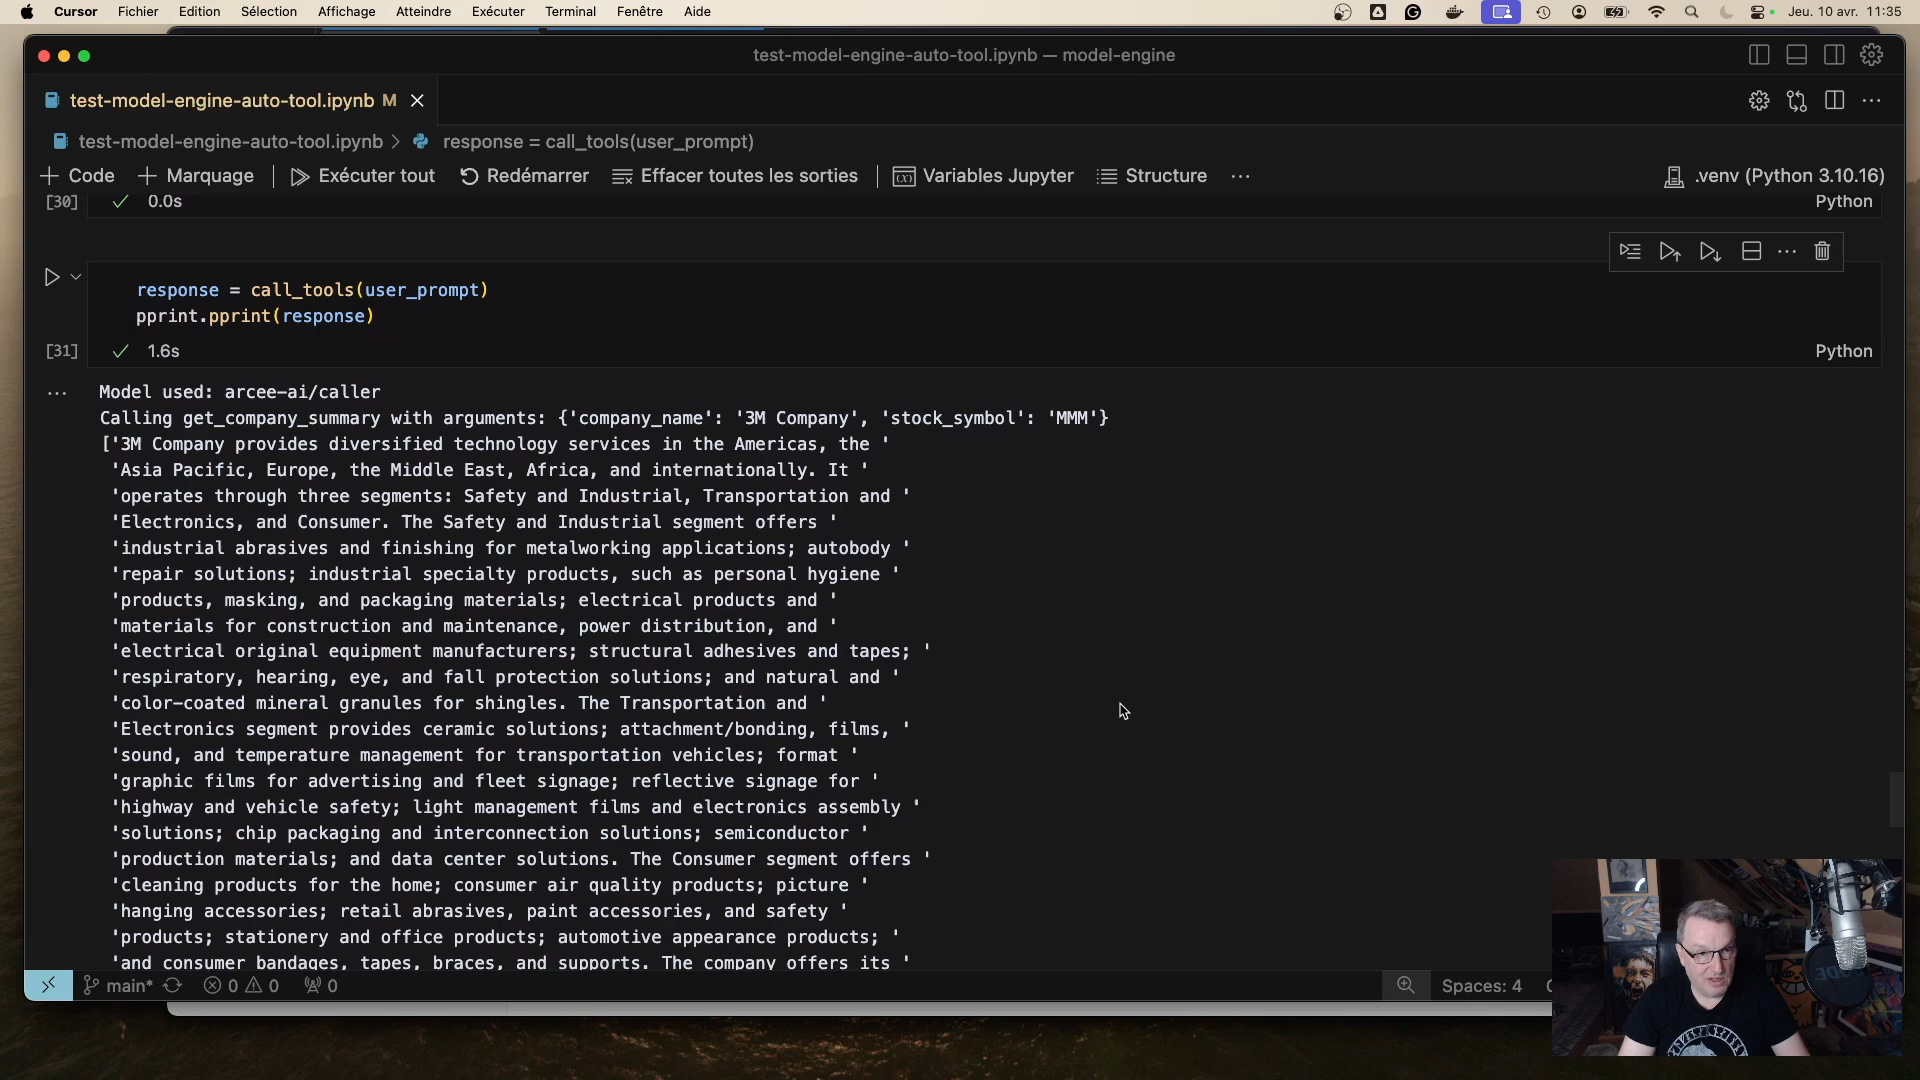 Cursor Fichier Edition Sélection Affichage Atteindre Exécuter Terminal Fenêtre Aide Jeu. 10 avr. 11:35
test-model-engine-auto-tool.ipynb — model-engine
test-model-engine-auto-tool.ipynb M
test-model-engine-auto-tool.ipynb > response = call_tools(user_prompt)
+ Code + Marquage Exécuter tout Redémarrer Effacer toutes les sorties Variables Jupyter Structure ... .venv (Python 3.10.16)
[30] 0.0s Python
response = call_tools(user_prompt)
pprint.pprint(response)
[31] 1.6s Python
... Model used: arcee-ai/caller
Calling get_company_summary with arguments: {'company_name': '3M Company', 'stock_symbol': 'MMM'}
['3M Company provides diversified technology services in the Americas, the '
'Asia Pacific, Europe, the Middle East, Africa, and internationally. It '
'operates through three segments: Safety and Industrial, Transportation and '
'Electronics, and Consumer. The Safety and Industrial segment offers '
'industrial abrasives and finishing for metalworking applications; autobody '
'repair solutions; industrial specialty products, such as personal hygiene '
'products, masking, and packaging materials; electrical products and '
'materials for construction and maintenance, power distribution, and '
'electrical original equipment manufacturers; structural adhesives and tapes; '
'respiratory, hearing, eye, and fall protection solutions; and natural and '
'color-coated mineral granules for shingles. The Transportation and '
'Electronics segment provides ceramic solutions; attachment/bonding, films, '
'sound, and temperature management for transportation vehicles; format '
'graphic films for advertising and fleet signage; reflective signage for '
'highway and vehicle safety; light management films and electronics assembly '
'solutions; chip packaging and interconnection solutions; semiconductor '
'production materials; and data center solutions. The Consumer segment offers '
'cleaning products for the home; consumer air quality products; picture '
'hanging accessories; retail abrasives, paint accessories, and safety '
'products; stationery and office products; automotive appearance products; '
'and consumer bandages, tapes, braces, and supports. The company offers its '
main* 0 0 0 Spaces: 4